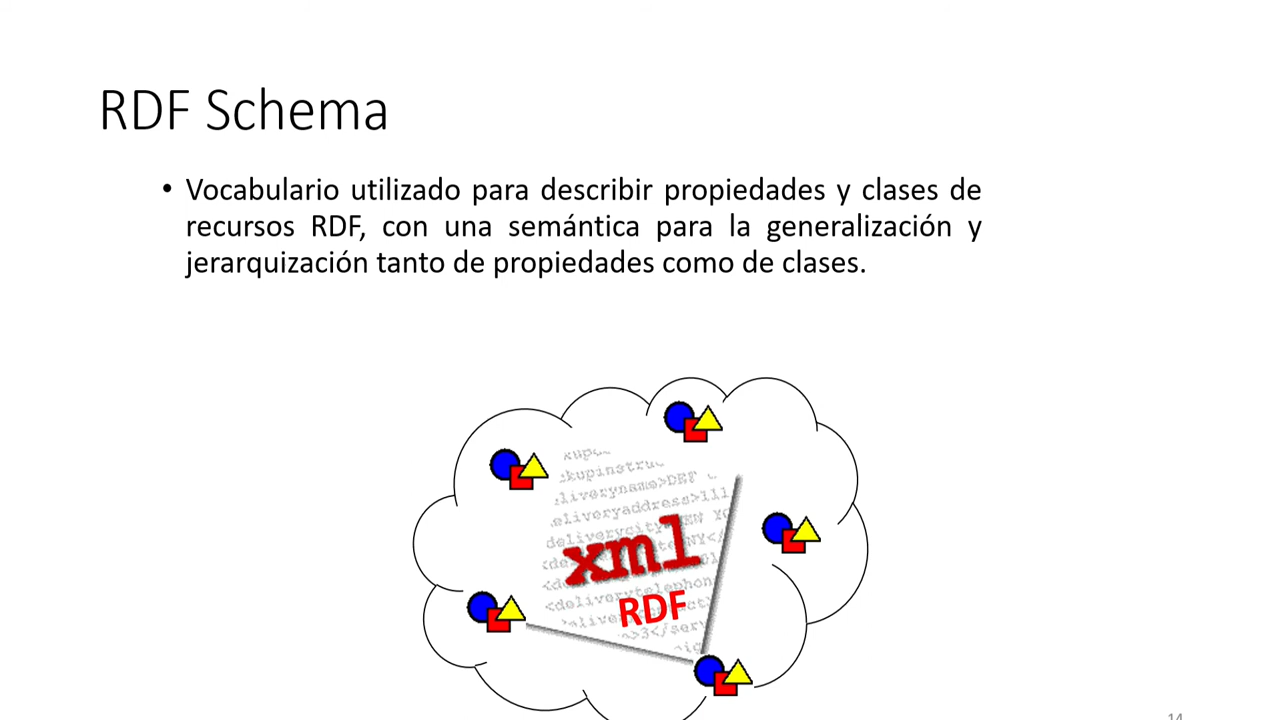 RDF Schema
• Vocabulario utilizado para describir propiedades y clases de
recursos RDF, con una semántica para la generalización y
jerarquización tanto de propiedades como de clases.
xml
RDF
14